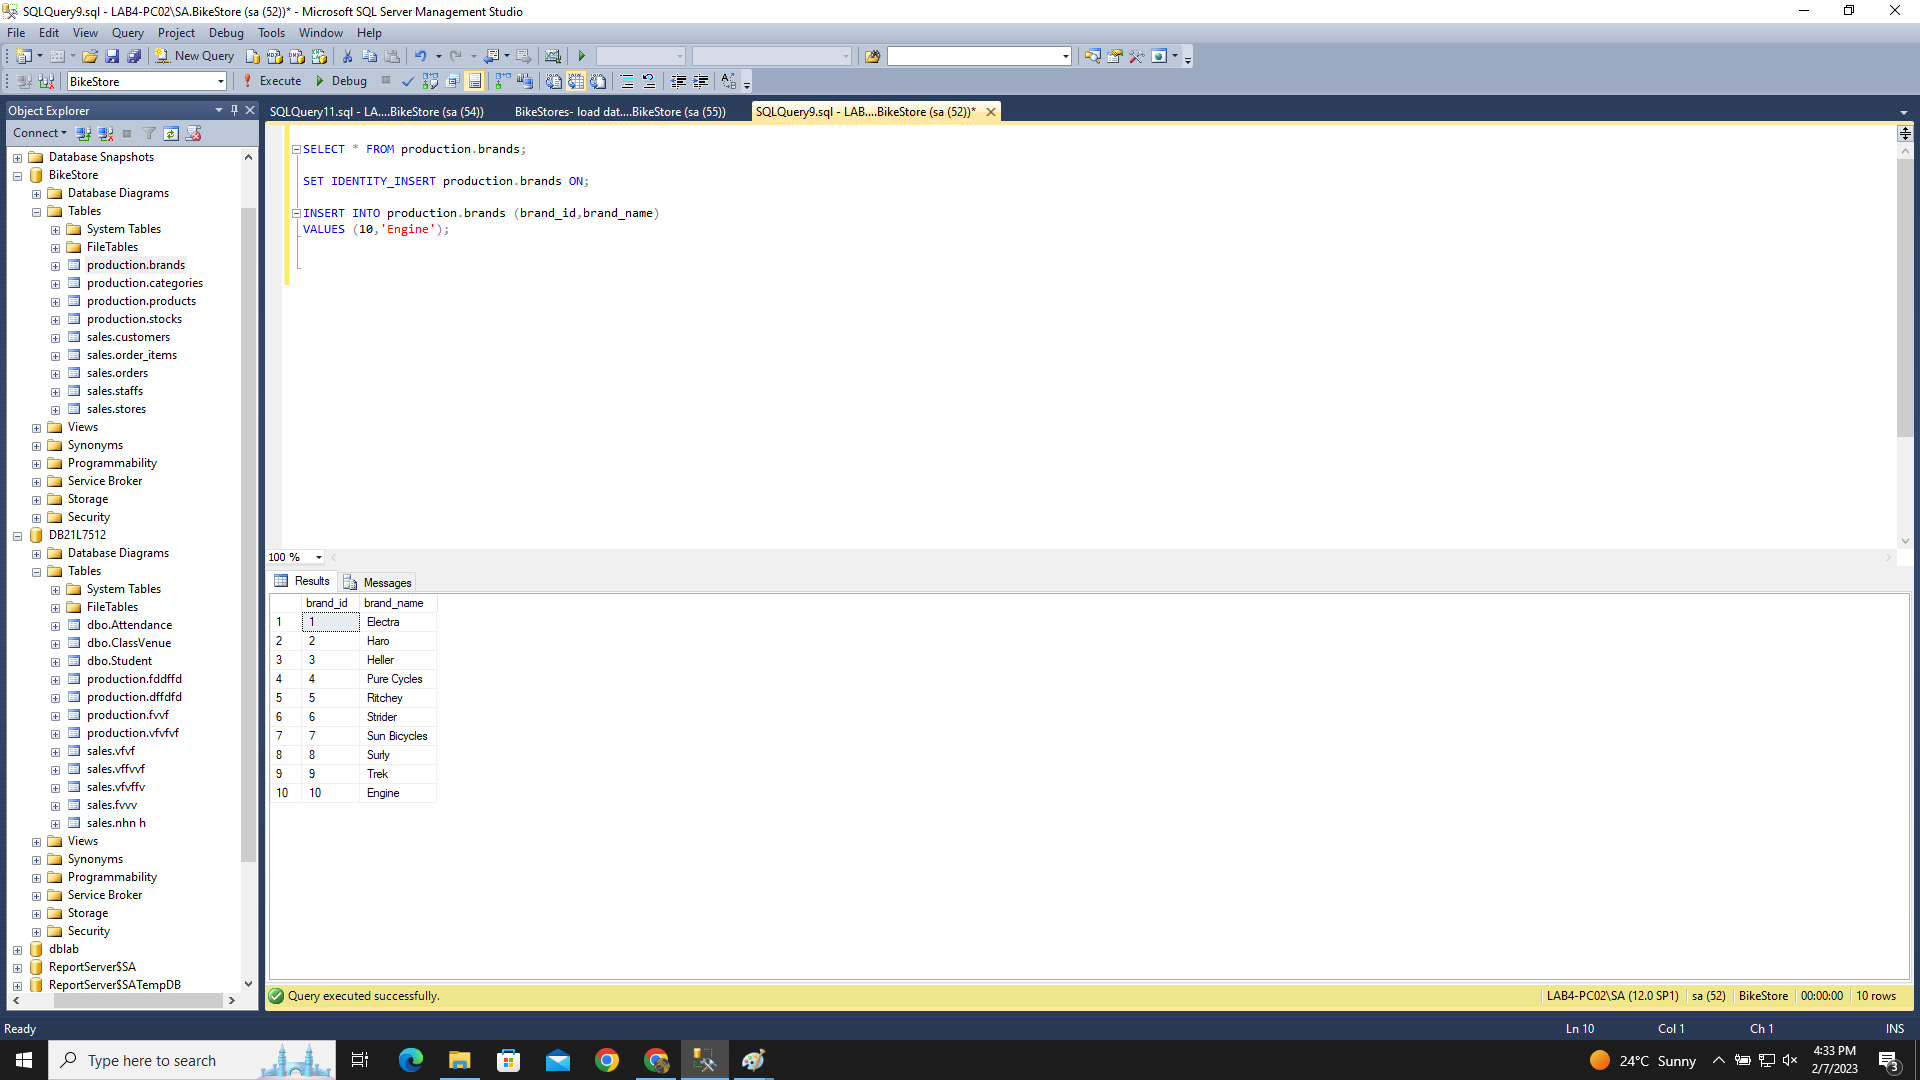 SQLQuery9.sql - LAB4-PC02\SA.BikeStore (sa (52))* - Microsoft SQL Server Management Studio
File Edit View Query Project Debug Tools Window Help
New Query
BikeStore Execute Debug
Object Explorer
SQLQuery11.sql - LA....BikeStore (sa (54)) BikeStores- load dat....BikeStore (sa (55)) SQLQuery9.sql - LAB....BikeStore (sa (52))*
Connect
Database Snapshots
BikeStore
Database Diagrams
Tables
System Tables
FileTables
production.brands
production.categories
production.products
production.stocks
sales.customers
sales.order_items
sales.orders
sales.staffs
sales.stores
Views
Synonyms
Programmability
Service Broker
Storage
Security
DB21L7512
Database Diagrams
Tables
System Tables
FileTables
dbo.Attendance
dbo.ClassVenue
dbo.Student
production.fddffd
production.dffdfd
production.fvvf
production.vfvfvf
sales.vfvf
sales.vffvvf
sales.vfvffv
sales.fvvv
sales.nhn h
Views
Synonyms
Programmability
Service Broker
Storage
Security
dblab
ReportServer$SA
ReportServer$SATempDB
SELECT * FROM production.brands;
SET IDENTITY_INSERT production.brands ON;
INSERT INTO production.brands (brand_id,brand_name)
VALUES (10,'Engine');
100 %
Results Messages
brand_id brand_name
1 1 Electra
2 2 Haro
3 3 Heller
4 4 Pure Cycles
5 5 Ritchey
6 6 Strider
7 7 Sun Bicycles
8 8 Surly
9 9 Trek
10 10 Engine
Query executed successfully. LAB4-PC02\SA (12.0 SP1) sa (52) BikeStore 00:00:00 10 rows
Ready Ln 10 Col 1 Ch 1 INS
Type here to search 24°C Sunny 4:33 PM
2/7/2023 3